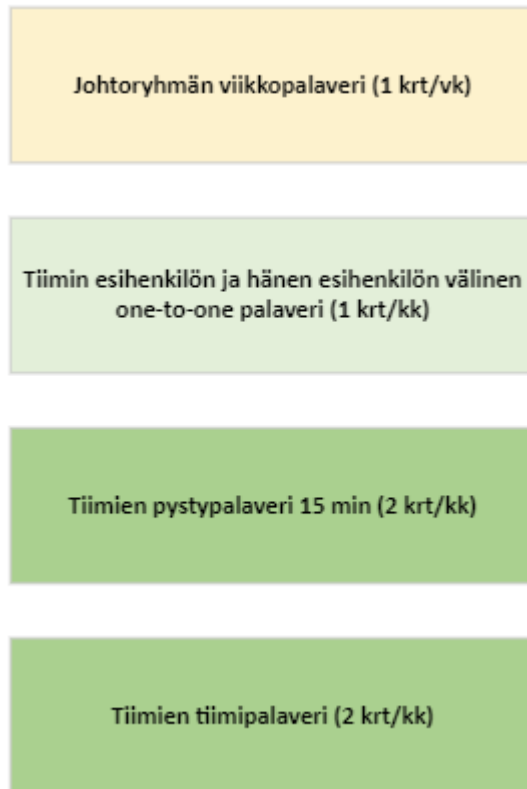 Johtoryhmän viikkopalaveri (1 krt/vk)
Tiimin esihenkilön ja hänen esihenkilön välinen
one-to-one palaveri (1 krt/kk)
Tiimien pystypalaveri 15 min (2 krt/kk)
Tiimien tiimipalaveri (2 krt/kk)